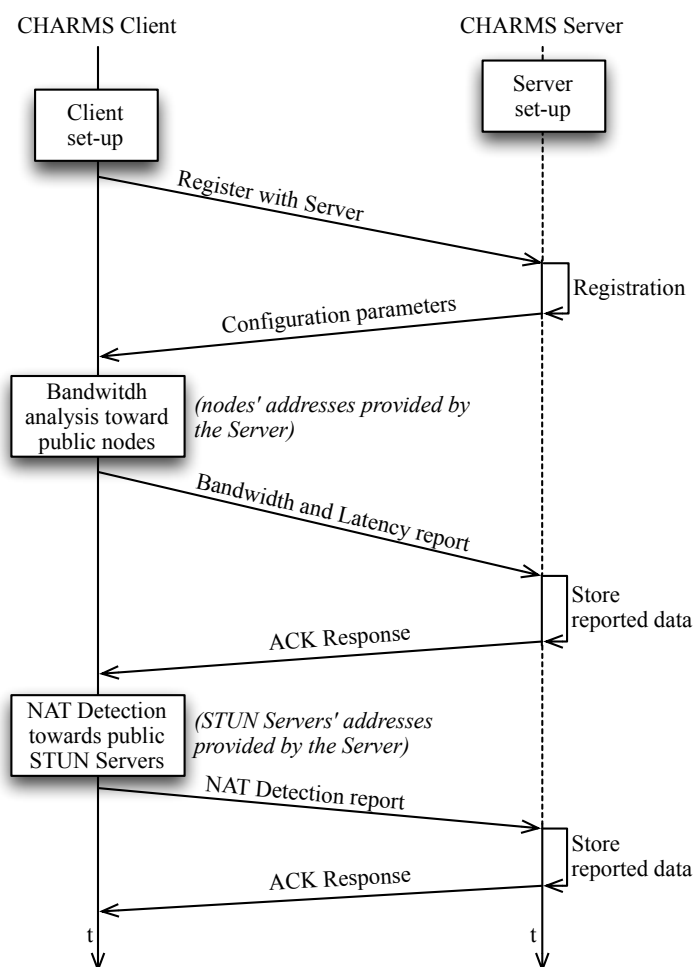 CHARMS Client
CHARMS Server
Client
set-up
Server
set-up
Register with Server
Registration
Configuration parameters
Bandwitdh
analysis toward
public nodes
(nodes' addresses provided by
the Server)
Bandwidth and Latency report
Store
reported data
ACK Response
NAT Detection
towards public
STUN Servers
(STUN Servers' addresses
provided by the Server)
NAT Detection report
Store
reported data
ACK Response
t
t